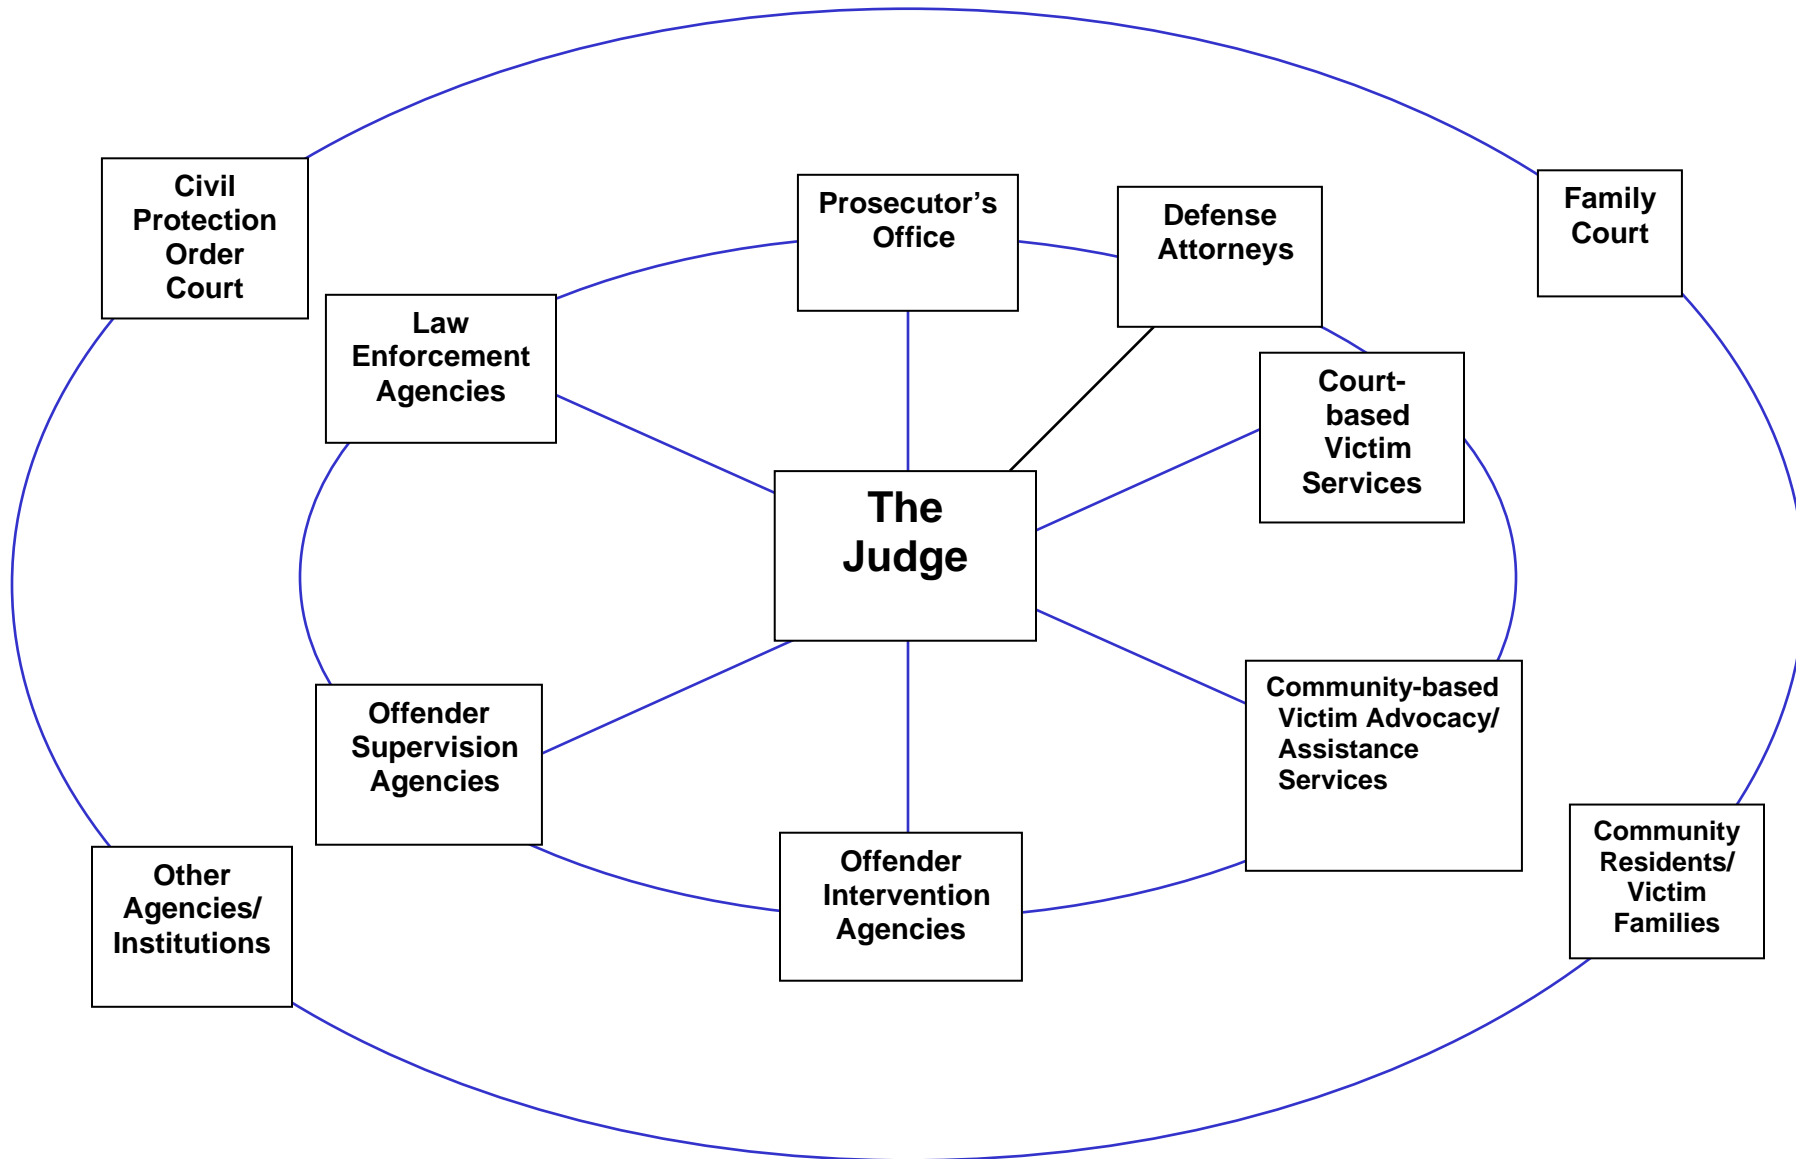 Civil
Protection
Order
Court
Prosecutor’s
Office
Defense
Attorneys
Family
Court
Law
Enforcement
Agencies
Court-
based
Victim
Services
The
Judge
Offender
Supervision
Agencies
Community-based
Victim Advocacy/
Assistance
Services
Other
Agencies/
Institutions
Offender
Intervention
Agencies
Community
Residents/
Victim
Families